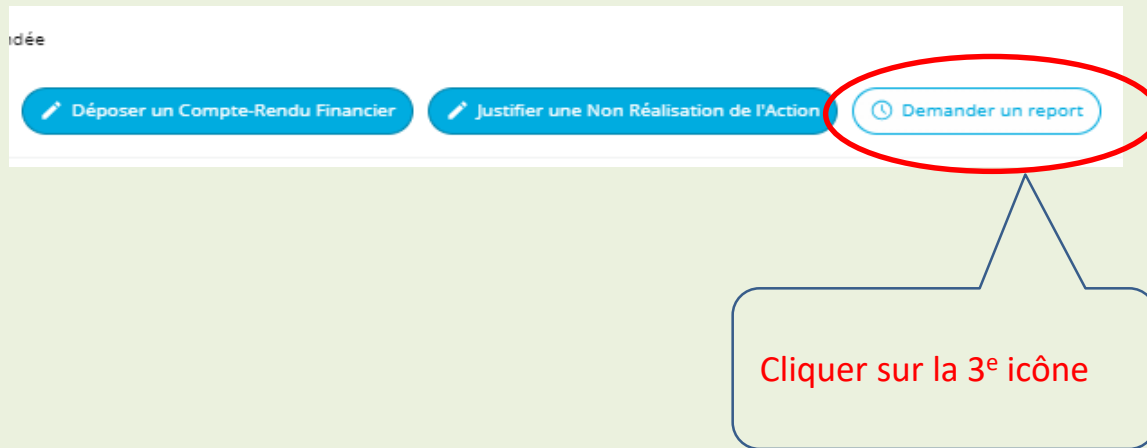 idée
Déposer un Compte-Rendu Financier
Justifier une Non Réalisation de l'Action
Demander un report
Cliquer sur la 3e icône